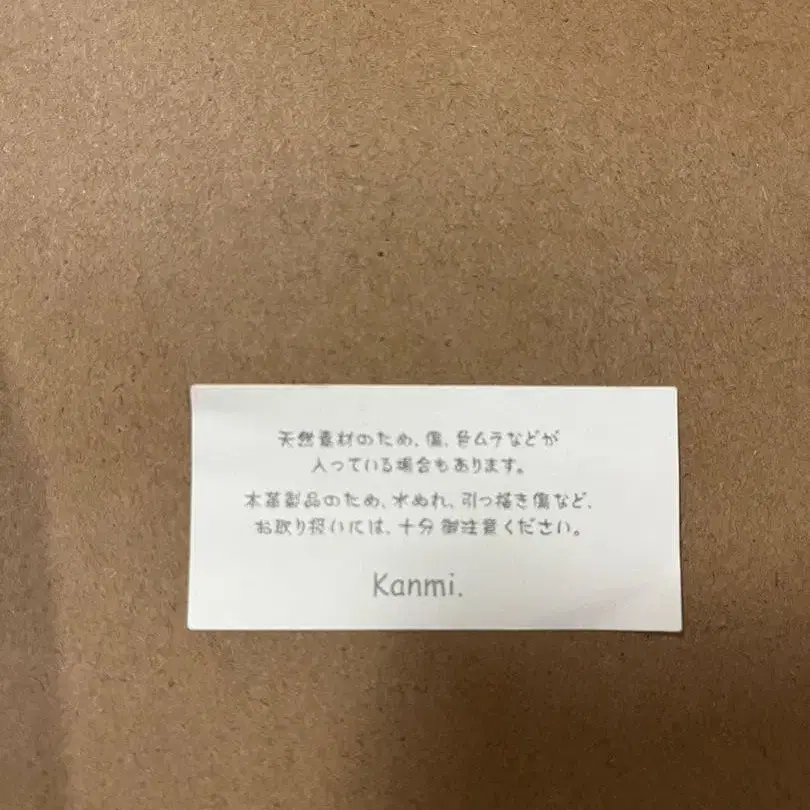 天然素材のため、傷、色ムラなどが
入っている場合もあります。
本革製品のため、水ぬれ、引っ掻き傷など、
お取り扱いには、十分御注意ください。
Kanmi.